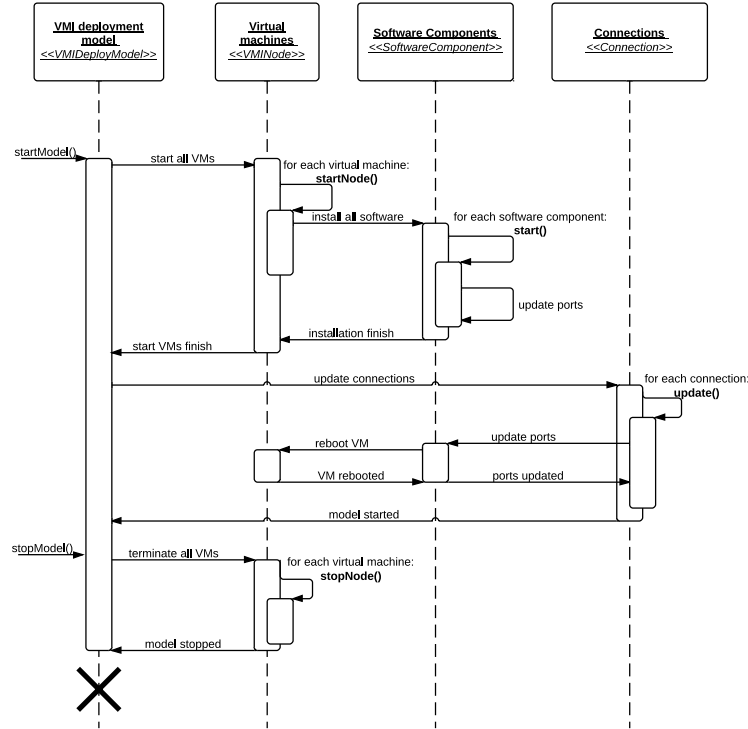 VMI deployment
model
<<VMIDeployModel>>
Virtual
machines
<<VMINode>>
Software Components
<<SoftwareComponent>>
Connections
<<Connection>>
startModel()
start all VMs
for each virtual machine:
startNode()
install all software
for each software component:
start()
update ports
installation finish
start VMs finish
update connections
for each connection:
update()
update ports
reboot VM
VM rebooted
ports updated
model started
stopModel()
terminate all VMs
for each virtual machine:
stopNode()
model stopped